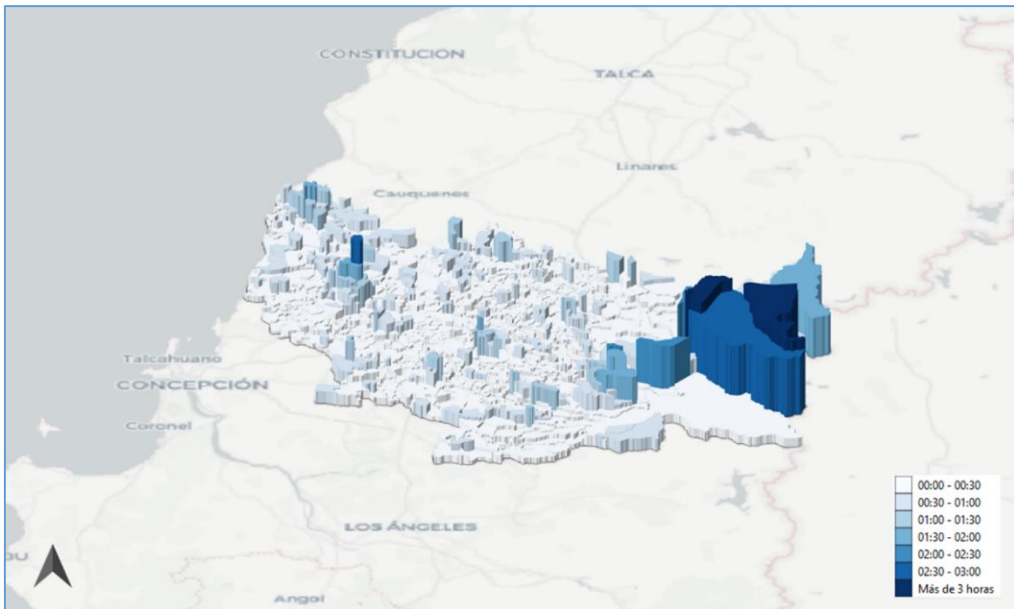 CONSTITUCION
TALCA
Linares
Cauquenes
Talcahuano
CONCEPCIÓN
Coronel
LOS ÁNGELES
OU
Angol
00:00 - 00:30
00:30 - 01:00
01:00 - 01:30
01:30 - 02:00
02:00 - 02:30
02:30 - 03:00
Más de 3 horas